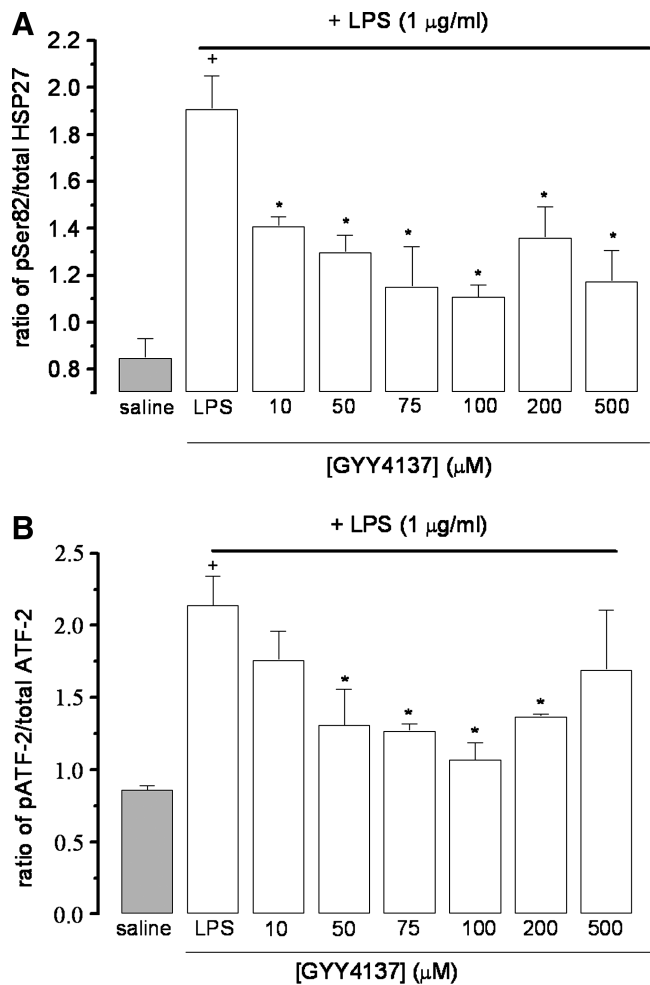 A
+ LPS (1 μg/ml)
ratio of pSer82/total HSP27
2.2
2.0
1.8
1.6
1.4
1.2
1.0
0.8
+
*
*
*
*
*
*
saline LPS 10 50 75 100 200 500
[GYY4137] (μM)
B
+ LPS (1 μg/ml)
ratio of pATF-2/total ATF-2
2.5
2.0
1.5
1.0
0.5
0.0
+
*
*
*
*
saline LPS 10 50 75 100 200 500
[GYY4137] (μM)